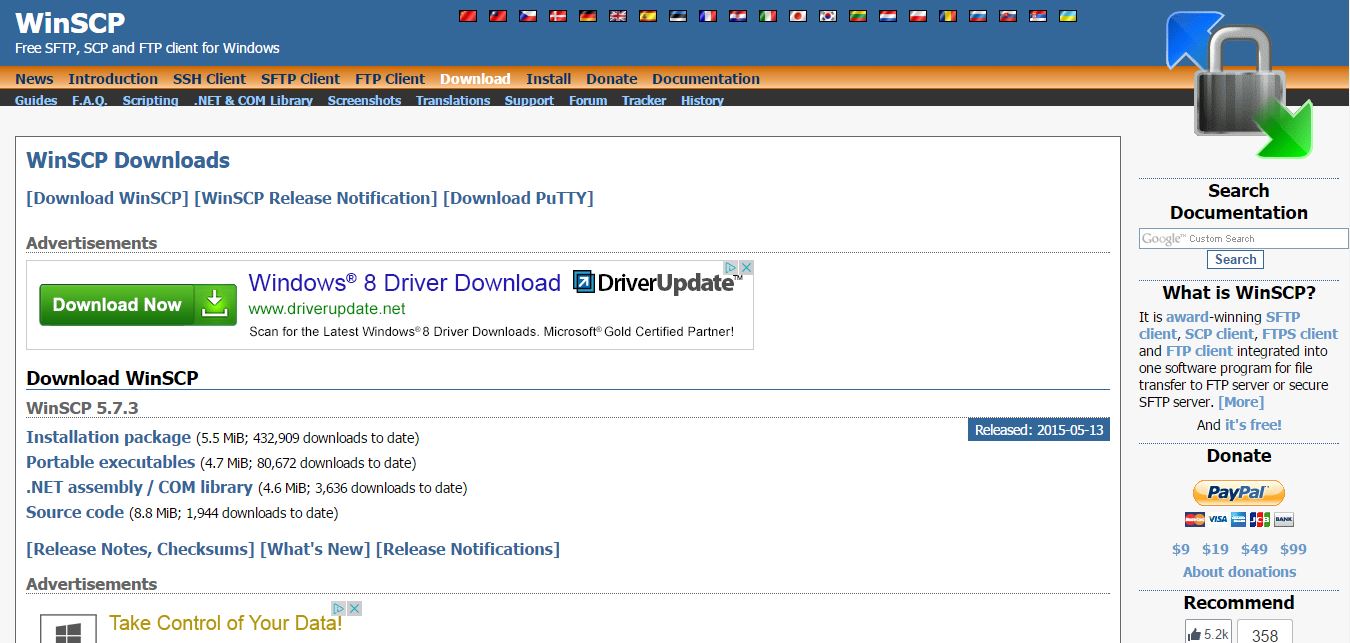 WinSCP
Free SFTP, SCP and FTP client for Windows
News Introduction SSH Client SFTP Client FTP Client Download Install Donate Documentation
Guides F.A.Q. Scripting .NET & COM Library Screenshots Translations Support Forum Tracker History
WinSCP Downloads
[Download WinSCP] [WinSCP Release Notification] [Download PuTTY]
Advertisements
Download Now
Windows® 8 Driver Download
DriverUpdate™
www.driverupdate.net
Scan for the Latest Windows® 8 Driver Downloads. Microsoft® Gold Certified Partner!
Download WinSCP
WinSCP 5.7.3
Released: 2015-05-13
Installation package (5.5 MiB; 432,909 downloads to date)
Portable executables (4.7 MiB; 80,672 downloads to date)
.NET assembly / COM library (4.6 MiB; 3,636 downloads to date)
Source code (8.8 MiB; 1,944 downloads to date)
[Release Notes, Checksums] [What's New] [Release Notifications]
Advertisements
Take Control of Your Data!
Search
Documentation
Google™ Custom Search
Search
What is WinSCP?
It is award-winning SFTP
client, SCP client, FTPS client
and FTP client integrated into
one software program for file
transfer to FTP server or secure
SFTP server. [More]
And it's free!
Donate
PayPal
MasterCard VISA JCB BANK
$9 $19 $49 $99
About donations
Recommend
5.2k 358